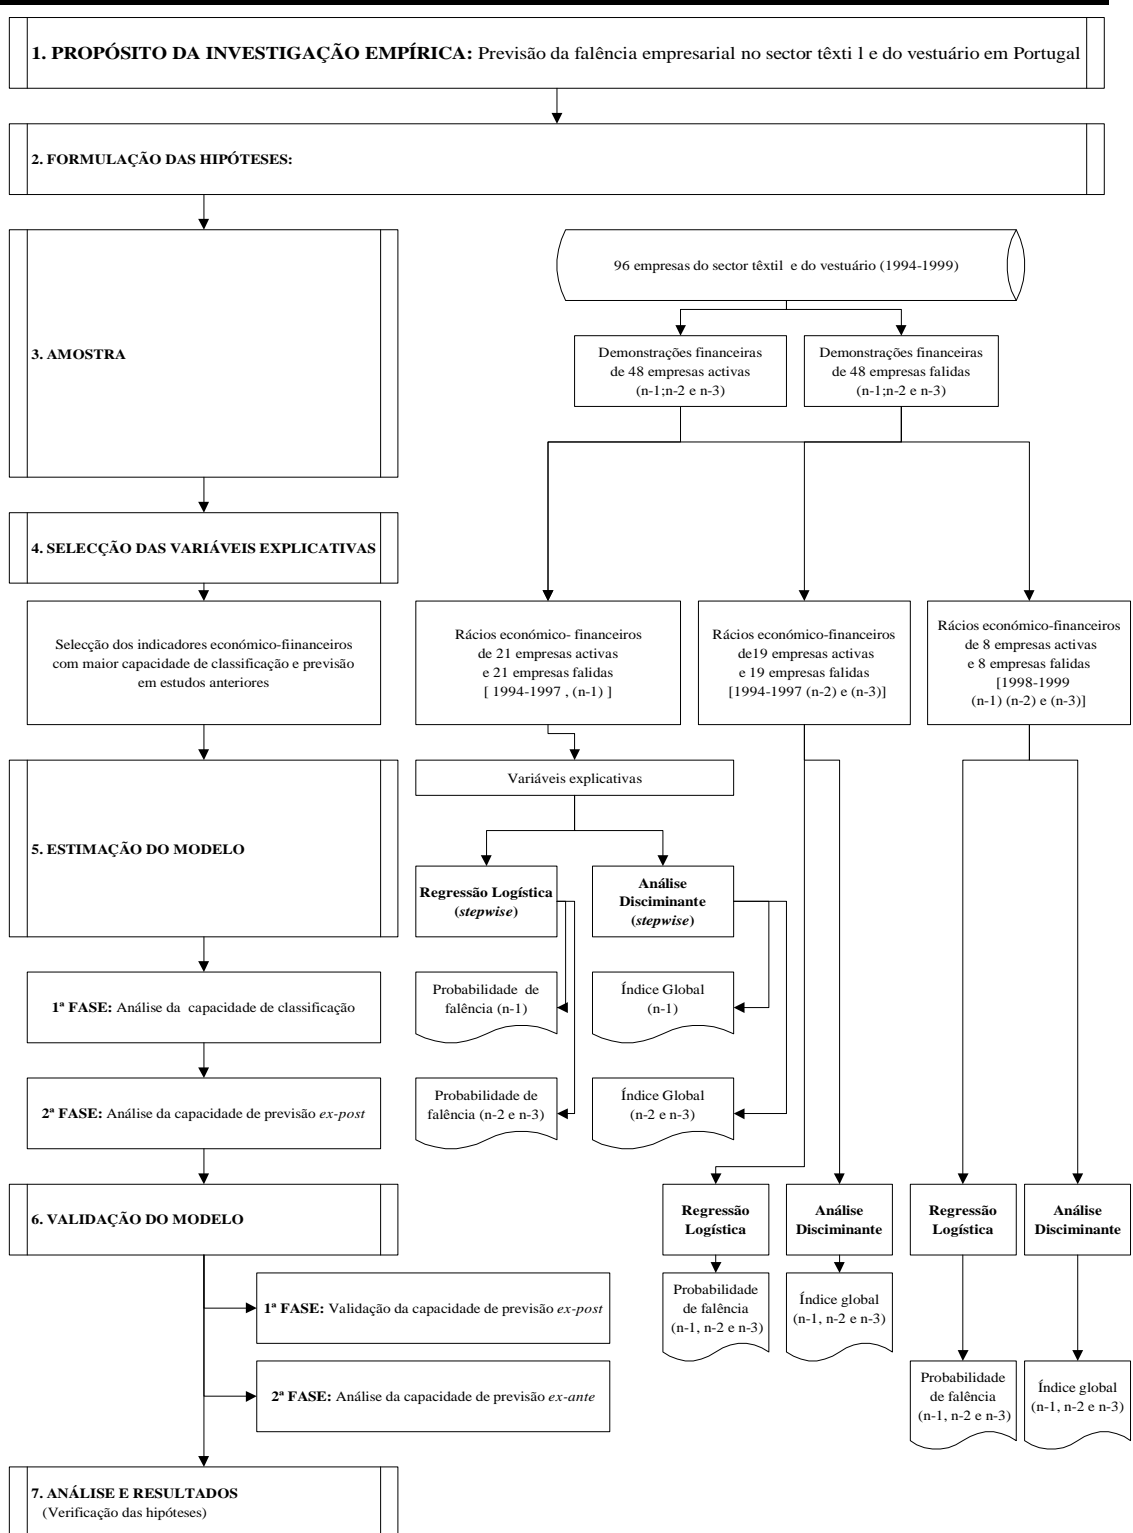 1. PROPÓSITO DA INVESTIGAÇÃO EMPÍRICA: Previsão da falência empresarial no sector têxti l e do vestuário em Portugal
2. FORMULAÇÃO DAS HIPÓTESES:
96 empresas do sector têxtil e do vestuário (1994-1999)
3. AMOSTRA
Demonstrações financeiras
de 48 empresas activas
(n-1;n-2 e n-3)
Demonstrações financeiras
de 48 empresas falidas
(n-1;n-2 e n-3)
4. SELECÇÃO DAS VARIÁVEIS EXPLICATIVAS
Selecção dos indicadores económico-fiinanceiros
com maior capacidade de classificação e previsão
em estudos anteriores
Rácios económico- financeiros
de 21 empresas activas
e 21 empresas falidas
[ 1994-1997 , (n-1) ]
Rácios económico-financeiros
de19 empresas activas
e 19 empresas falidas
[1994-1997 (n-2) e (n-3)]
Rácios económico-financeiros
de 8 empresas activas
e 8 empresas falidas
[1998-1999
(n-1) (n-2) e (n-3)]
Variáveis explicativas
5. ESTIMAÇÃO DO MODELO
Regressão Logística
(stepwise)
Análise
Disciminante
(stepwise)
1ª FASE: Análise da capacidade de classificação
Probabilidade de
falência (n-1)
Índice Global
(n-1)
2ª FASE: Análise da capacidade de previsão ex-post
Probabilidade de
falência (n-2 e n-3)
Índice Global
(n-2 e n-3)
6. VALIDAÇÃO DO MODELO
Regressão
Logística
Análise
Disciminante
Regressão
Logística
Análise
Disciminante
1ª FASE: Validação da capacidade de previsão ex-post
Probabilidade
de falência
(n-1, n-2 e n-3)
Índice global
(n-1, n-2 e n-3)
2ª FASE: Análise da capacidade de previsão ex-ante
Probabilidade
de falência
(n-1, n-2 e n-3)
Índice global
(n-1, n-2 e n-3)
7. ANÁLISE E RESULTADOS
(Verificação das hipóteses)